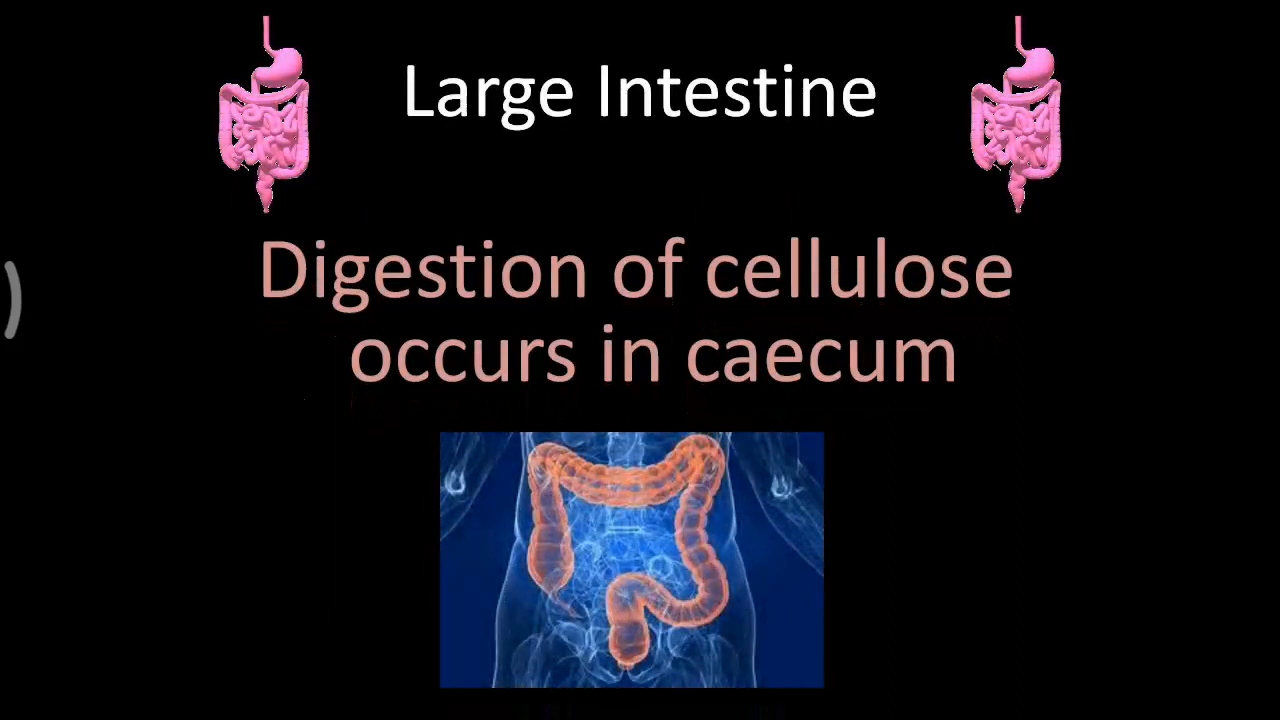 Large Intestine
Digestion of cellulose
occurs in caecum